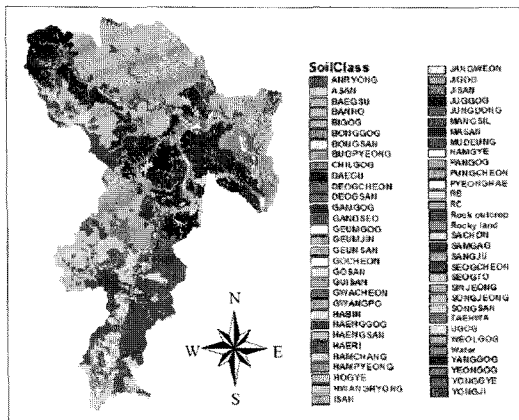 SoilClass
ANRYONG
ASAN
BAEGSU
BANHO
BIGOG
BONGGOG
BONGSAN
BUGPYEONG
CHILGOG
DAEGU
DEOGCHEON
DEOGSAN
GAMGOG
GANGSEO
GEUMGOG
GEUMJIN
GEUNSAN
GOCHEON
GOSAN
GUISAN
GWACHEON
GWANGPO
HABIN
HAENGGOG
HAENGSAN
HAERI
HAMCHANG
HAMPYEONG
HOGYE
HWANGRYONG
ISAN
JANGWEON
JIGOG
JISAN
JUGGOG
JUNGDONG
MANGSIL
MASAN
MUDEUNG
NAMGYE
PANGOG
PUNGCHEON
PYEONGHAE
RB
RC
Rock outcrop
Rocky land
SACHON
SAMGAG
SANGJU
SEOGCHEON
SEOGTO
SINJEONG
SONGJEONG
SONGSAN
TAEHWA
UGOG
WEOLGOG
Water
YANGGOG
YEONGOG
YONGGYE
YONGJI
N
W E
S